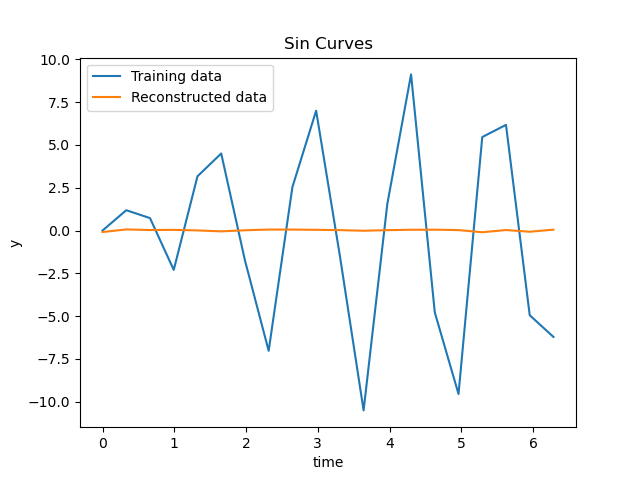 Sin Curves
Training data
Reconstructed data
10.0
7.5
5.0
2.5
0.0
−2.5
−5.0
−7.5
−10.0
y
0 1 2 3 4 5 6
time